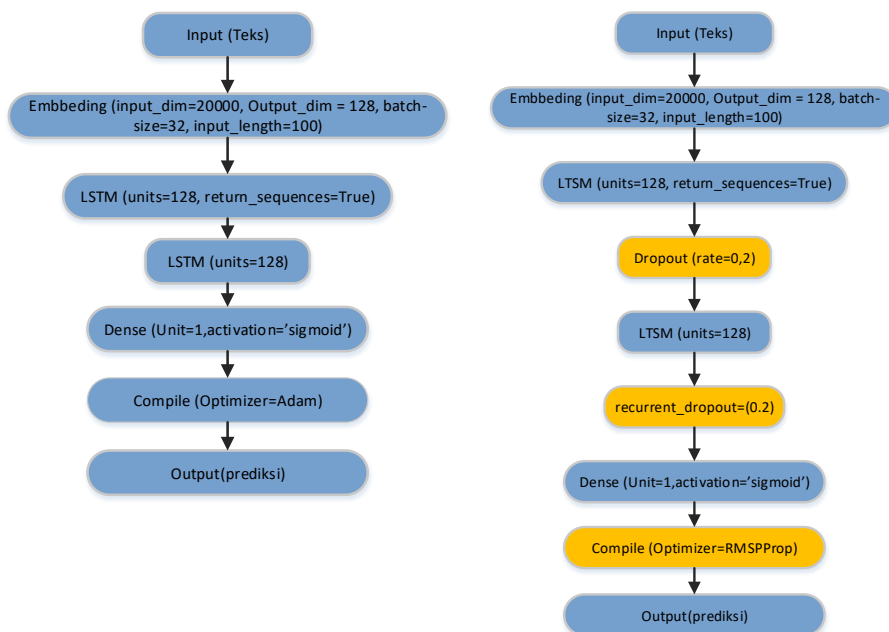 Input (Teks)
Embbeding (input_dim=20000, Output_dim = 128, batch-
size=32, input_length=100)
LSTM (units=128, return_sequences=True)
LSTM (units=128)
Dense (Unit=1,activation=’sigmoid’)
Compile (Optimizer=Adam)
Output(prediksi)
Input (Teks)
Embbeding (input_dim=20000, Output_dim = 128, batch-
size=32, input_length=100)
LTSM (units=128, return_sequences=True)
Dropout (rate=0,2)
LTSM (units=128)
recurrent_dropout=(0.2)
Dense (Unit=1,activation=’sigmoid’)
Compile (Optimizer=RMSPProp)
Output(prediksi)